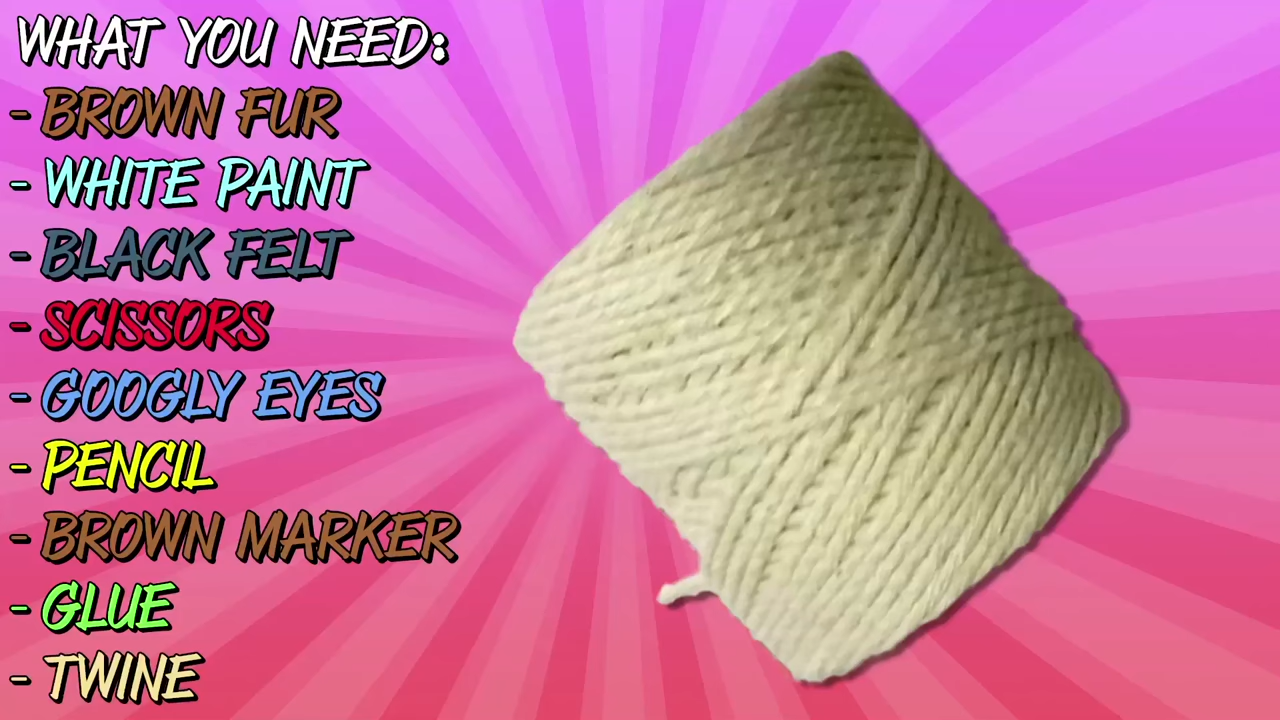 WHAT YOU NEED:
- BROWN FUR
- WHITE PAINT
- BLACK FELT
- SCISSORS
- GOOGLY EYES
- PENCIL
- BROWN MARKER
- GLUE
- TWINE